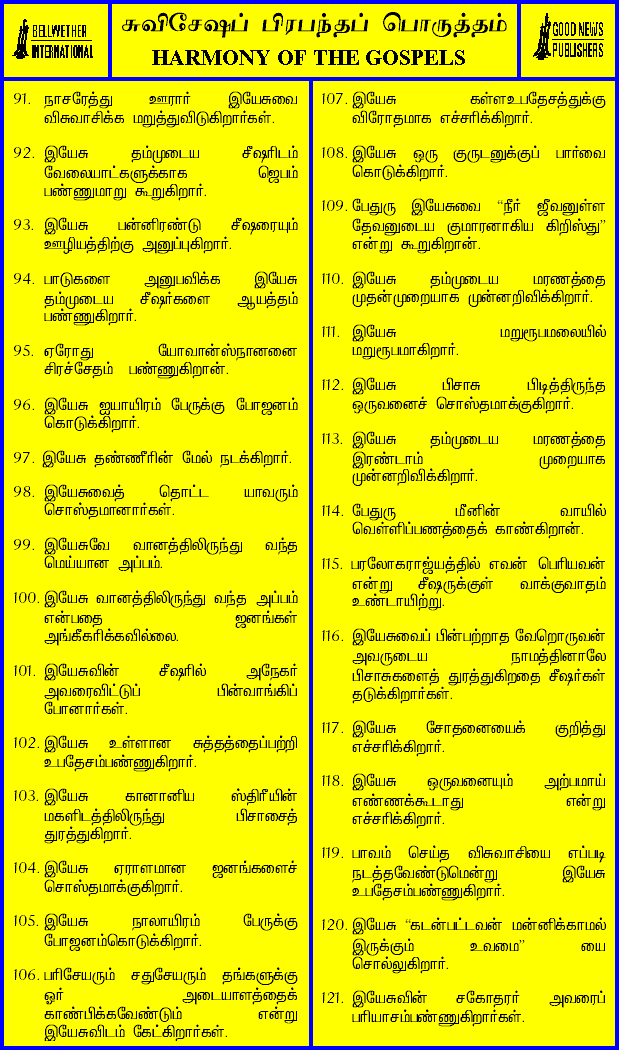 BELLWETHER
INTERNATIONAL
சுவிசேஷப் பிரபந்தப் பொருத்தம்
HARMONY OF THE GOSPELS
GOOD NEWS
PUBLISHERS
91. நாசரேத்து ஊரார் இயேசுவை
விசுவாசிக்க மறுத்துவிடுகிறார்கள்.
92. இயேசு தம்முடைய சீஷரிடம்
வேலையாட்களுக்காக ஜெபம்
பண்ணுமாறு கூறுகிறார்.
93. இயேசு பன்னிரண்டு சீஷரையும்
ஊழியத்திற்கு அனுப்புகிறார்.
94. பாடுகளை அனுபவிக்க இயேசு
தம்முடைய சீஷர்களை ஆயத்தம்
பண்ணுகிறார்.
95. ஏரோது யோவான்ஸ்நானனை
சிரச்சேதம் பண்ணுகிறான்.
96. இயேசு ஐயாயிரம் பேருக்கு போஜனம்
கொடுக்கிறார்.
97. இயேசு தண்ணீரின் மேல் நடக்கிறார்.
98. இயேசுவைத் தொட்ட யாவரும்
சொஸ்தமானார்கள்.
99. இயேசுவே வானத்திலிருந்து வந்த
மெய்யான அப்பம்.
100. இயேசு வானத்திலிருந்து வந்த அப்பம்
என்பதை ஜனங்கள்
அங்கீகரிக்கவில்லை.
101. இயேசுவின் சீஷரில் அநேகர்
அவரைவிட்டுப் பின்வாங்கிப்
போனார்கள்.
102. இயேசு உள்ளான சுத்தத்தைப்பற்றி
உபதேசம்பண்ணுகிறார்.
103. இயேசு கானானிய ஸ்திரீயின்
மகளிடத்திலிருந்து பிசாசைத்
துரத்துகிறார்.
104. இயேசு ஏராளமான ஜனங்களைச்
சொஸ்தமாக்குகிறார்.
105. இயேசு நாலாயிரம் பேருக்கு
போஜனம்கொடுக்கிறார்.
106. பரிசேயரும் சதுசேயரும் தங்களுக்கு
ஓர் அடையாளத்தைக்
காண்பிக்கவேண்டும் என்று
இயேசுவிடம் கேட்கிறார்கள்.
107. இயேசு கள்ளஉபதேசத்துக்கு
விரோதமாக எச்சரிக்கிறார்.
108. இயேசு ஒரு குருடனுக்குப் பார்வை
கொடுக்கிறார்.
109. பேதுரு இயேசுவை “நீர் ஜீவனுள்ள
தேவனுடைய குமாரனாகிய கிறிஸ்து”
என்று கூறுகிறான்.
110. இயேசு தம்முடைய மரணத்தை
முதன்முறையாக முன்னறிவிக்கிறார்.
111. இயேசு மறுரூபமலையில்
மறுரூபமாகிறார்.
112. இயேசு பிசாசு பிடித்திருந்த
ஒருவனைச் சொஸ்தமாக்குகிறார்.
113. இயேசு தம்முடைய மரணத்தை
இரண்டாம் முறையாக
முன்னறிவிக்கிறார்.
114. பேதுரு மீனின் வாயில்
வெள்ளிப்பணத்தைக் காண்கிறான்.
115. பரலோகராஜ்யத்தில் எவன் பெரியவன்
என்று சீஷருக்குள் வாக்குவாதம்
உண்டாயிற்று.
116. இயேசுவைப் பின்பற்றாத வேறொருவன்
அவருடைய நாமத்தினாலே
பிசாசுகளைத் துரத்துகிறதை சீஷர்கள்
தடுக்கிறார்கள்.
117. இயேசு சோதனையைக் குறித்து
எச்சரிக்கிறார்.
118. இயேசு ஒருவனையும் அற்பமாய்
எண்ணக்கூடாது என்று
எச்சரிக்கிறார்.
119. பாவம் செய்த விசுவாசியை எப்படி
நடத்தவேண்டுமென்று இயேசு
உபதேசம்பண்ணுகிறார்.
120. இயேசு “கடன்பட்டவன் மன்னிக்காமல்
இருக்கும் உவமை” யை
சொல்லுகிறார்.
121. இயேசுவின் சகோதரர் அவரைப்
பரியாசம்பண்ணுகிறார்கள்.